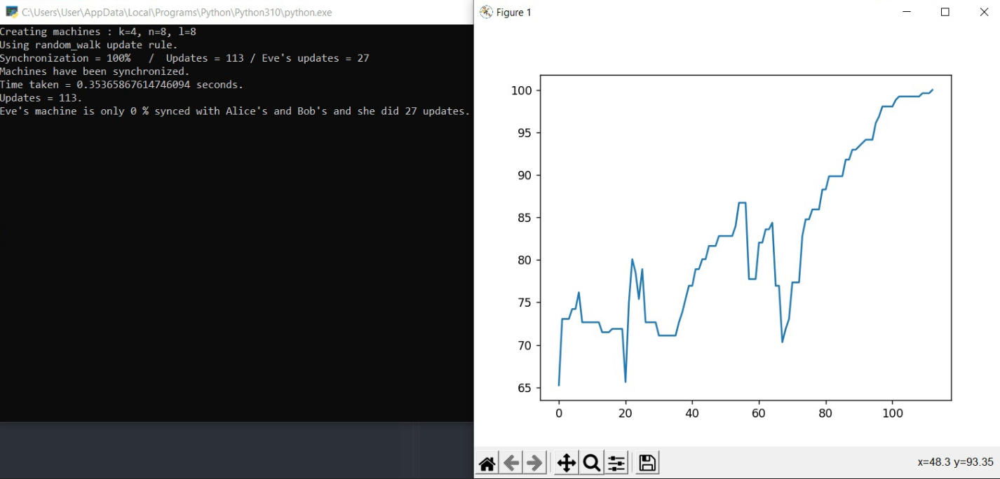 C:\Users\User\AppData\Local\Programs\Python\Python310\python.exe
Creating machines : k=4, n=8, l=8
Using random_walk update rule.
Synchronization = 100%   /  Updates = 113 / Eve's updates = 27
Machines have been synchronized.
Time taken = 0.35365867614746094 seconds.
Updates = 113.
Eve's machine is only 0 % synced with Alice's and Bob's and she did 27 updates.
Figure 1
100
95
90
85
80
75
70
65
0 20 40 60 80 100
x=48.3 y=93.35